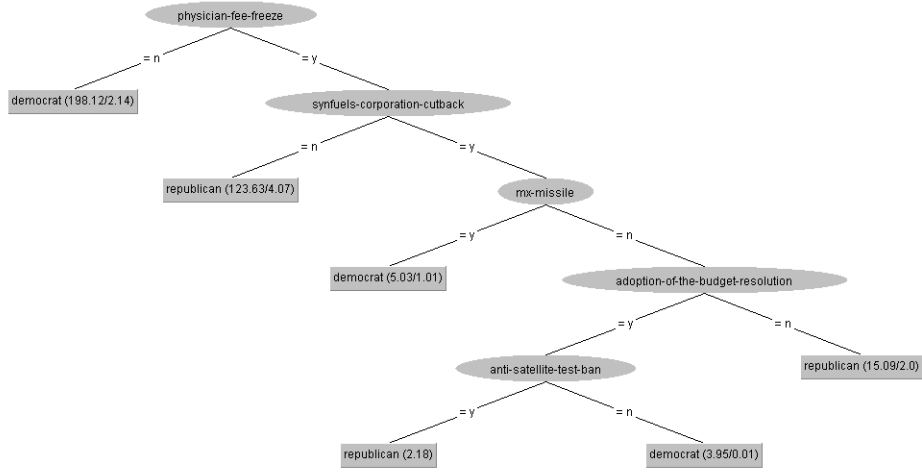 physician-fee-freeze
= n
= y
democrat (198.12/2.14)
synfuels-corporation-cutback
= n
= y
republican (123.63/4.07)
mx-missile
= y
= n
democrat (5.03/1.01)
adoption-of-the-budget-resolution
= y
= n
anti-satellite-test-ban
republican (15.09/2.0)
= y
= n
republican (2.18)
democrat (3.95/0.01)